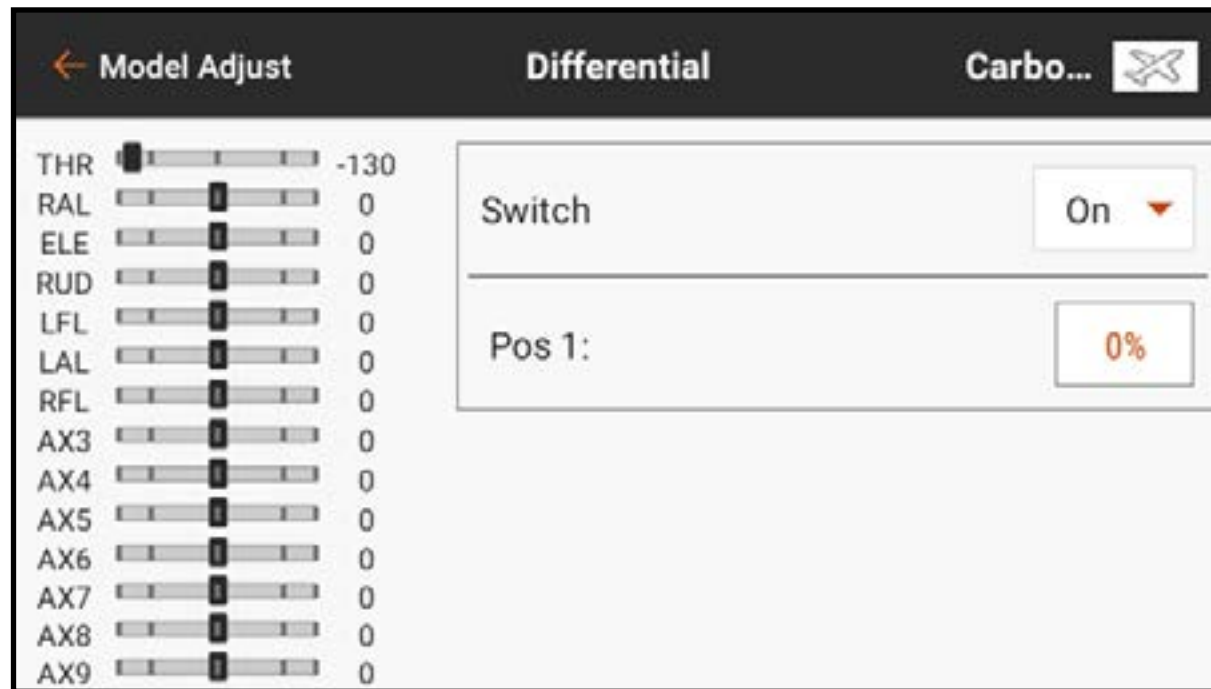 Model Adjust Differential Carbo...
THR -130
RAL 0
ELE 0
RUD 0
LFL 0
LAL 0
RFL 0
AX3 0
AX4 0
AX5 0
AX6 0
AX7 0
AX8 0
AX9 0
Switch On
Pos 1: 0%